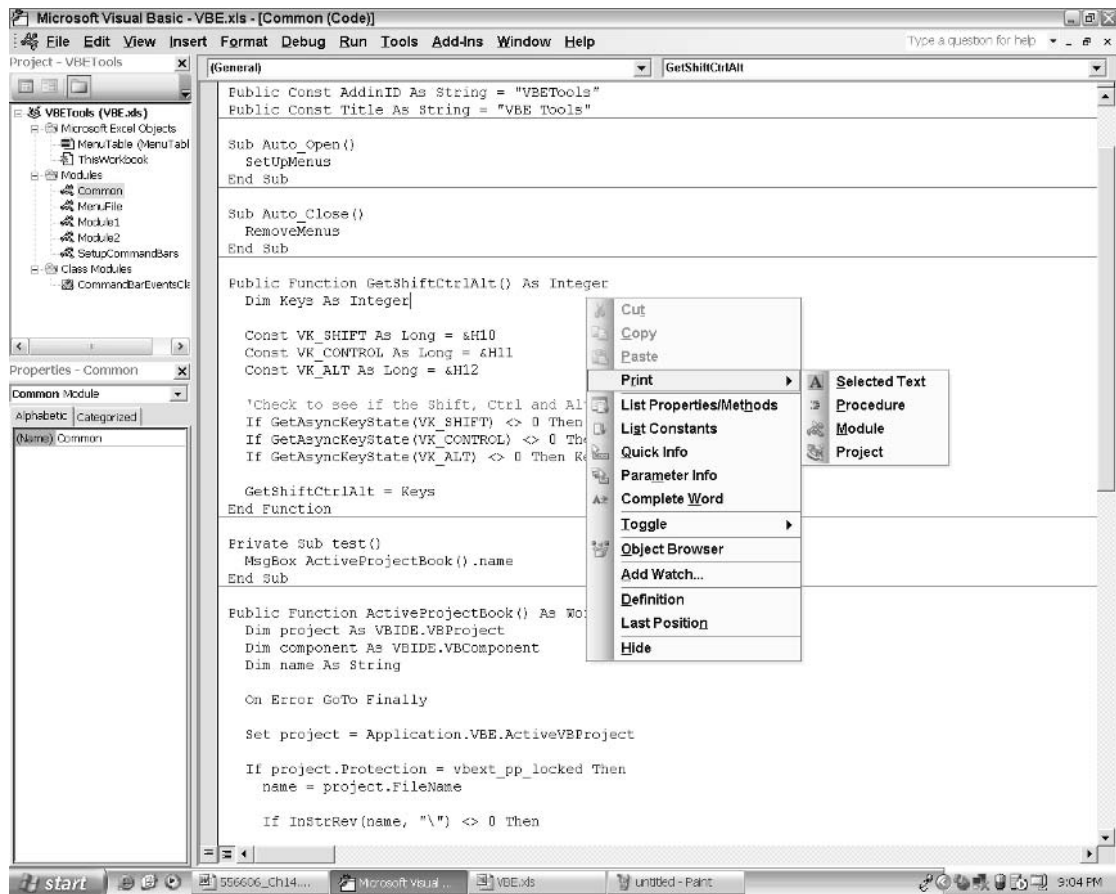 Microsoft Visual Basic - VBE.xls - [Common (Code)]
File Edit View Insert Format Debug Run Tools Add-Ins Window Help
Type a question for help
Project - VBETools
VBETools (VBE.xls)
Microsoft Excel Objects
MenuTable (MenuTabl
ThisWorkbook
Modules
Common
MenuFile
Module1
Module2
SetupCommandBars
Class Modules
CommandBarEventsCla
Properties - Common
Common Module
Alphabetic Categorized
(Name) Common
(General)
GetShiftCtrlAlt
Public Const AddinID As String = "VBETools"
Public Const Title As String = "VBE Tools"
Sub Auto_Open()
SetUpMenus
End Sub
Sub Auto_Close()
RemoveMenus
End Sub
Public Function GetShiftCtrlAlt() As Integer
Dim Keys As Integer
Const VK_SHIFT As Long = &H10
Const VK_CONTROL As Long = &H11
Const VK_ALT As Long = &H12
'Check to see if the Shift, Ctrl and Al
If GetAsyncKeyState(VK_SHIFT) <> 0 Then
If GetAsyncKeyState(VK_CONTROL) <> 0 The
If GetAsyncKeyState(VK_ALT) <> 0 Then Ke
GetShiftCtrlAlt = Keys
End Function
Private Sub test()
MsgBox ActiveProjectBook().name
End Sub
Public Function ActiveProjectBook() As Wo
Dim project As VBIDE.VBProject
Dim component As VBIDE.VBComponent
Dim name As String
On Error GoTo Finally
Set project = Application.VBE.ActiveVBProject
If project.Protection = vbext_pp_locked Then
name = project.FileName
If InStrRev(name, "\") <> 0 Then
Cut
Copy
Paste
Print
List Properties/Methods
List Constants
Quick Info
Parameter Info
Complete Word
Toggle
Object Browser
Add Watch...
Definition
Last Position
Hide
Selected Text
Procedure
Module
Project
start
556606_Ch14....
Microsoft Visual ...
VBE.xls
untitled - Paint
9:04 PM